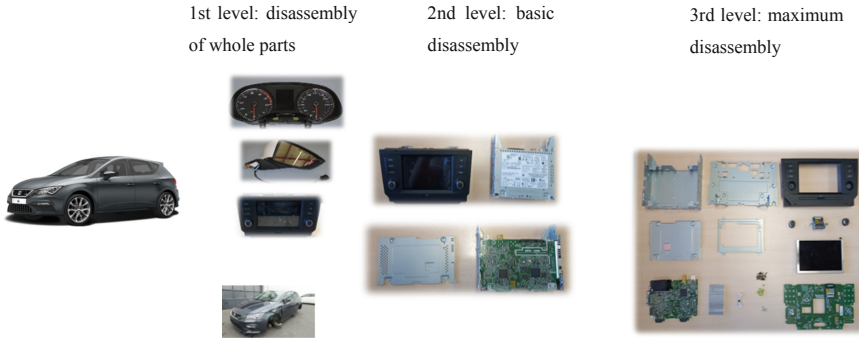 1st level: disassembly
of whole parts
2nd level: basic
disassembly
3rd level: maximum
disassembly